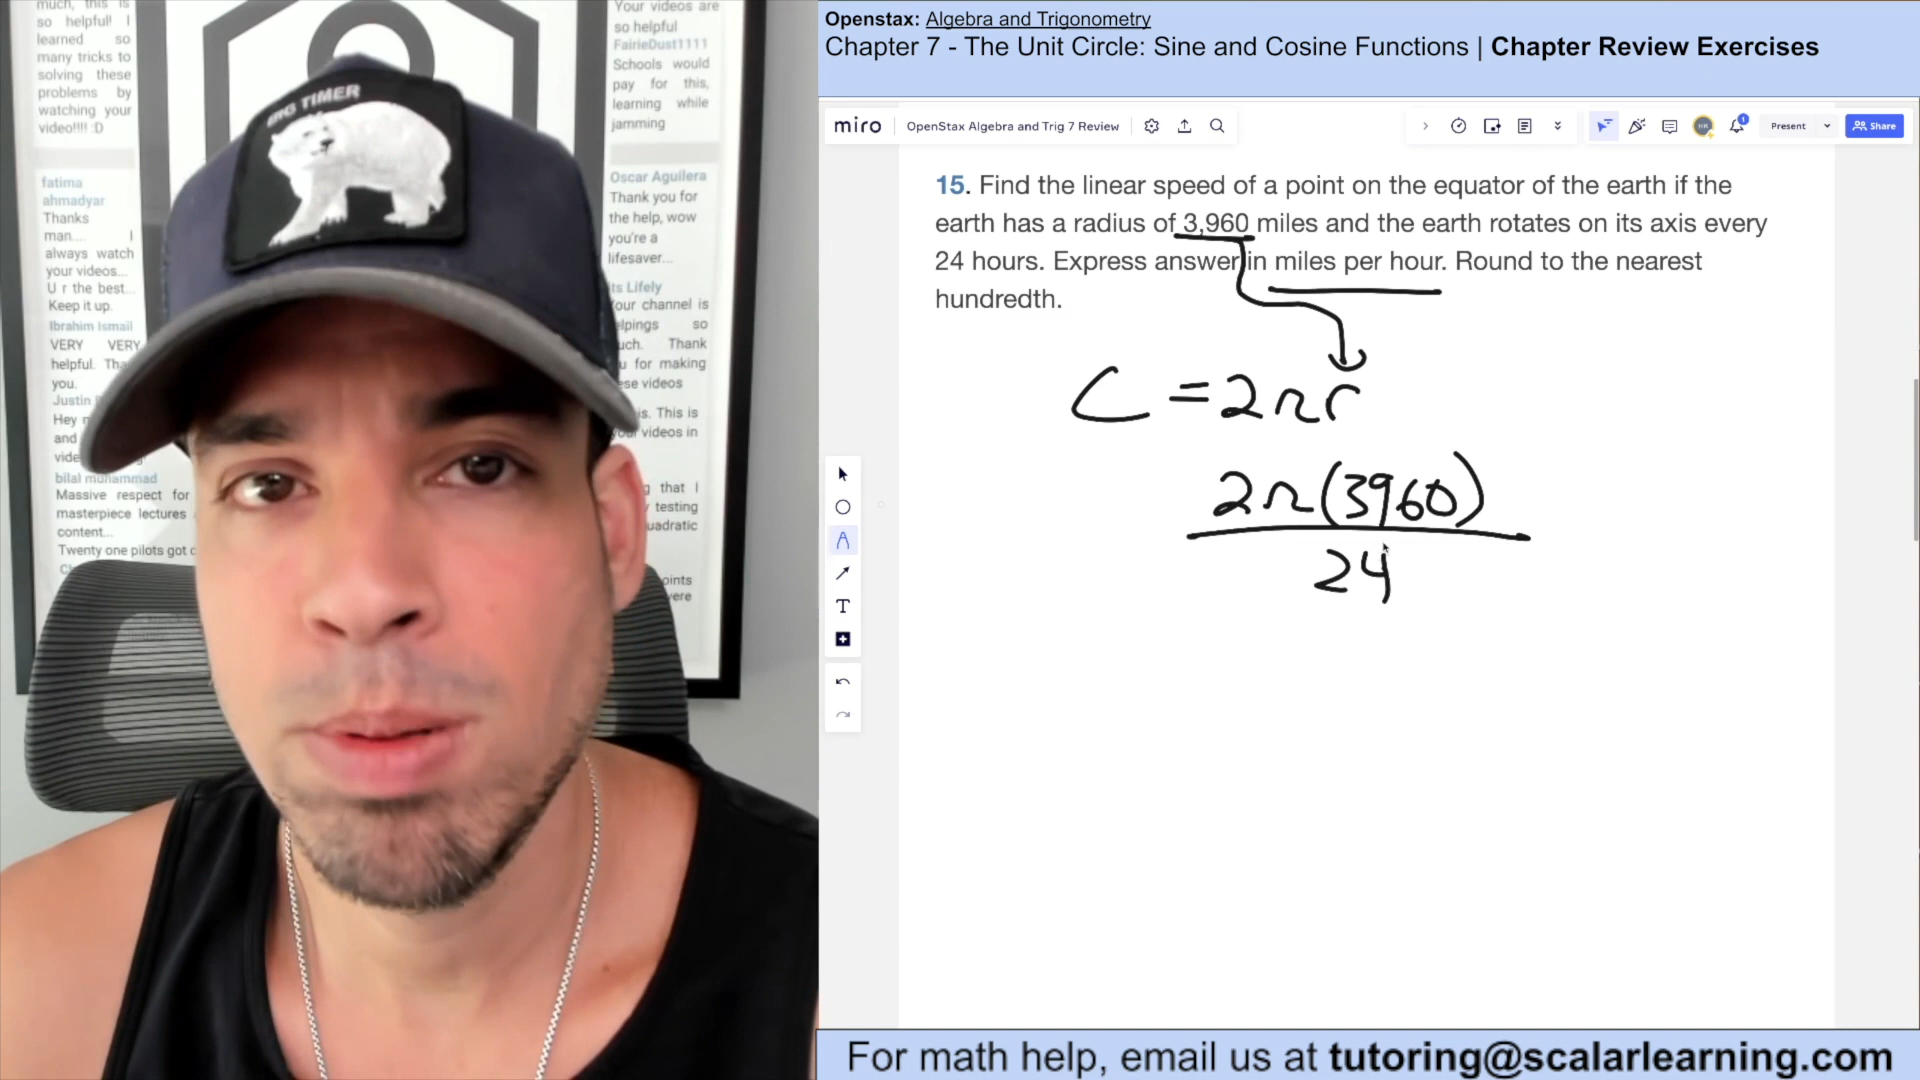 much, this is
so helpful! I
learned so
many tricks to
solving these
problems by
watching your
video!!!! :D
fatima
ahmadyar
Thanks
man.... I
always watch
your videos...
U r the best...
Keep it up.
Ibrahim Ismail
VERY VERY
helpful.
you.
Justin
Hey
and
bilal muhammad
Massive respect for
masterpiece lectures
content...
Twenty one pilots got
BIG TIMER
Your videos are
so helpful
FairieDust1111
Schools would
pay for this,
learning while
jamming
Oscar Aguilera
Thank you for
the help, wow
you're a
lifesaver...
Its Lifely
Your channel is
so
much. Thank
for making
videos
This is
videos in
that I
testing
Openstax: Algebra and Trigonometry
Chapter 7 - The Unit Circle: Sine and Cosine Functions | Chapter Review Exercises
miro OpenStax Algebra and Trig 7 Review
1
Present
Share
15. Find the linear speed of a point on the equator of the earth if the
earth has a radius of 3,960 miles and the earth rotates on its axis every
24 hours. Express answer in miles per hour. Round to the nearest
hundredth.
C = 2πr
2π(3960)
24
T
For math help, email us at tutoring@scalarlearning.com